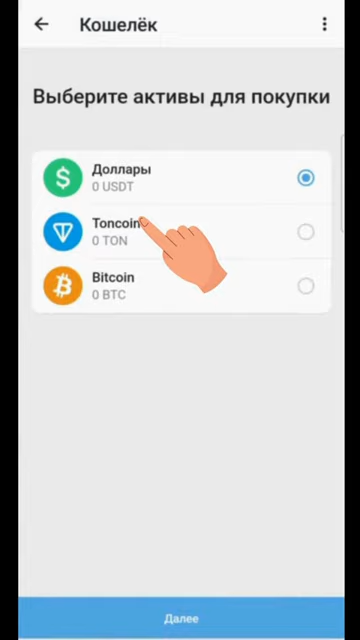 Кошелёк
Выберите активы для покупки
Доллары
0 USDT
Toncoin
0 TON
Bitcoin
0 BTC
Далее